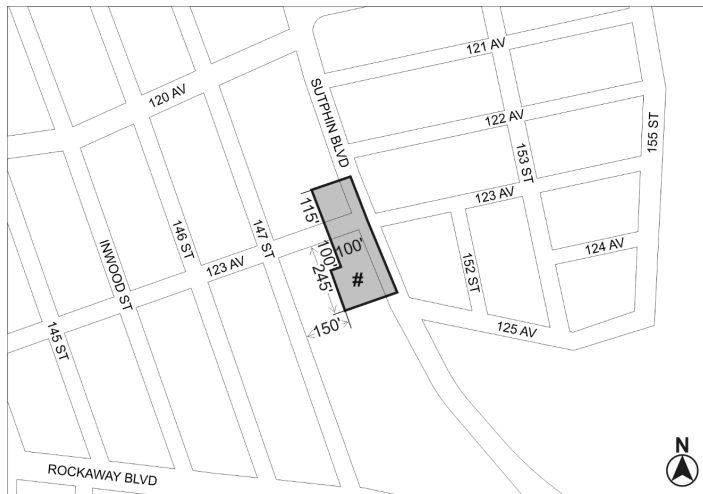 121 AV
120 AV
SUTPHIN BLVD
122 AV
153 ST
155 ST
123 AV
115'
146 ST
147 ST
100'
100'
124 AV
INWOOD ST
123 AV
245'
#
152 ST
145 ST
150'
125 AV
N
ROCKAWAY BLVD